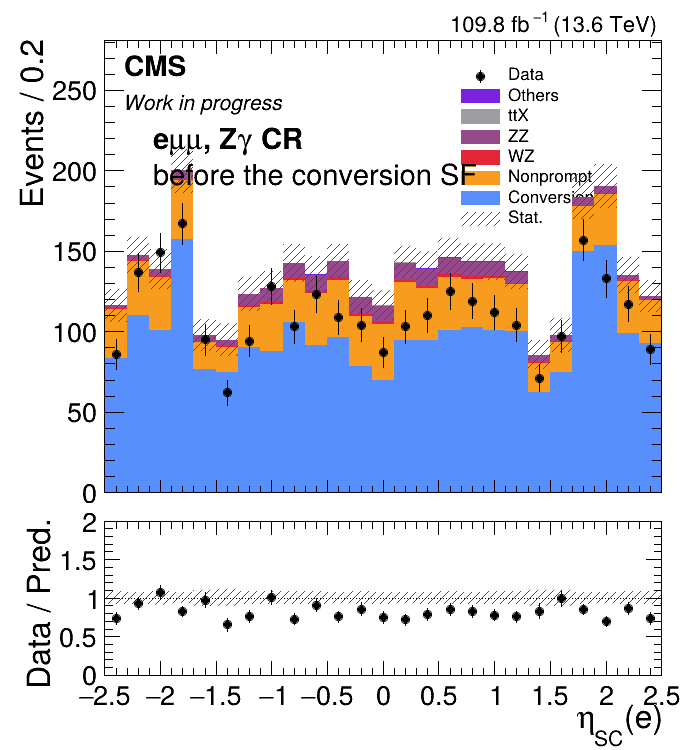 109.8 fb⁻¹ (13.6 TeV)
Events / 0.2
CMS
Work in progress
eμμ, Zγ CR
before the conversion SF
Data
Others
ttX
ZZ
WZ
Nonprompt
Conversion
Stat.
250
200
150
100
50
0
Data / Pred.
2
1.5
1
0.5
0
−2.5 −2 −1.5 −1 −0.5 0 0.5 1 1.5 2 2.5
η_SC(e)